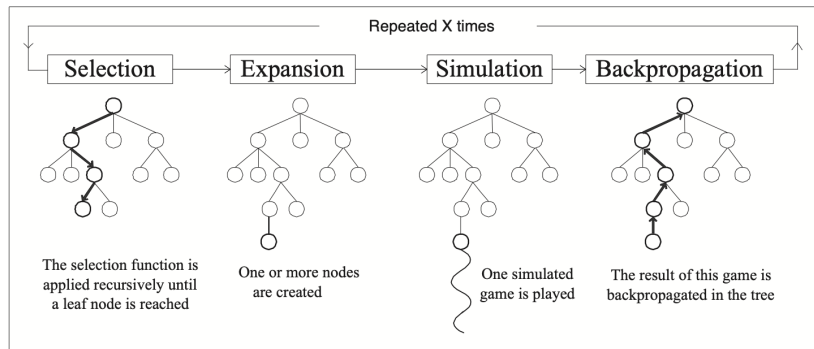 Repeated X times
Selection
Expansion
Simulation
Backpropagation
The selection function is
applied recursively until
a leaf node is reached
One or more nodes
are created
One simulated
game is played
The result of this game is
backpropagated in the tree